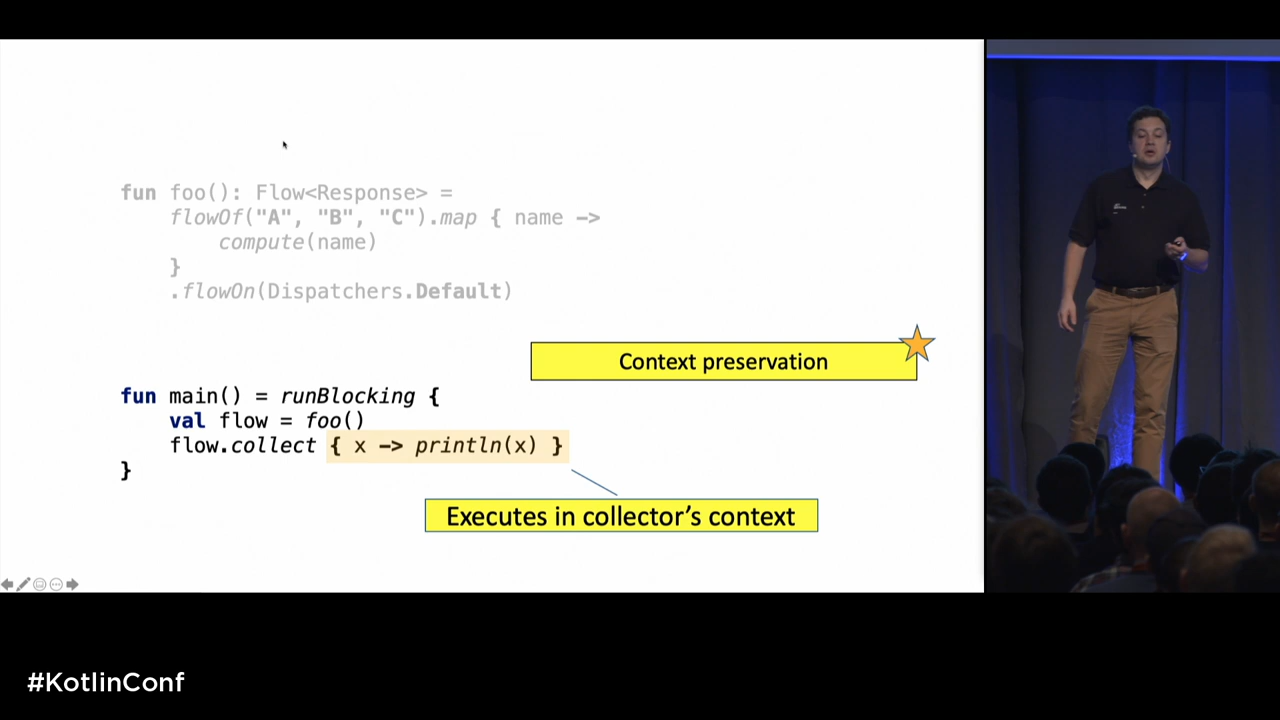 fun foo(): Flow<Response> =
    flowOf("A", "B", "C").map { name ->
        compute(name)
    }
    .flowOn(Dispatchers.Default)
Context preservation
fun main() = runBlocking {
    val flow = foo()
    flow.collect { x -> println(x) }
}
Executes in collector’s context
#KotlinConf